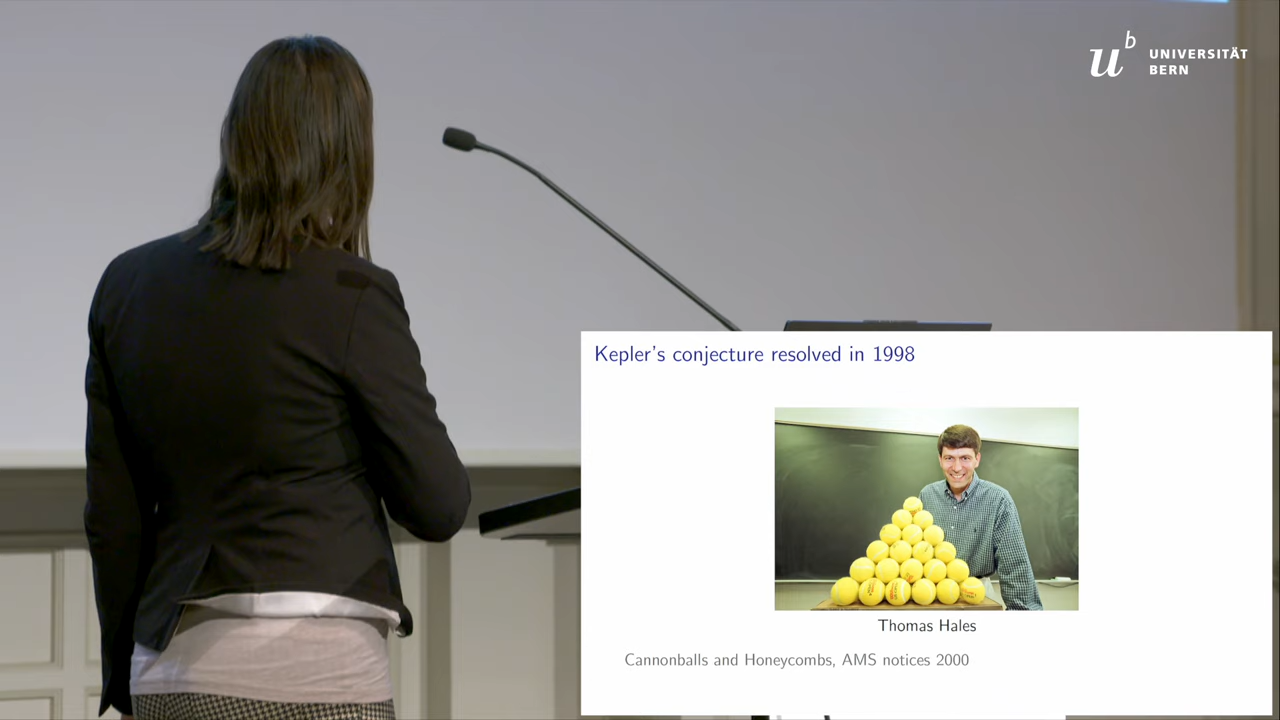 u^b UNIVERSITÄT
BERN
Kepler's conjecture resolved in 1998
Thomas Hales
Cannonballs and Honeycombs, AMS notices 2000